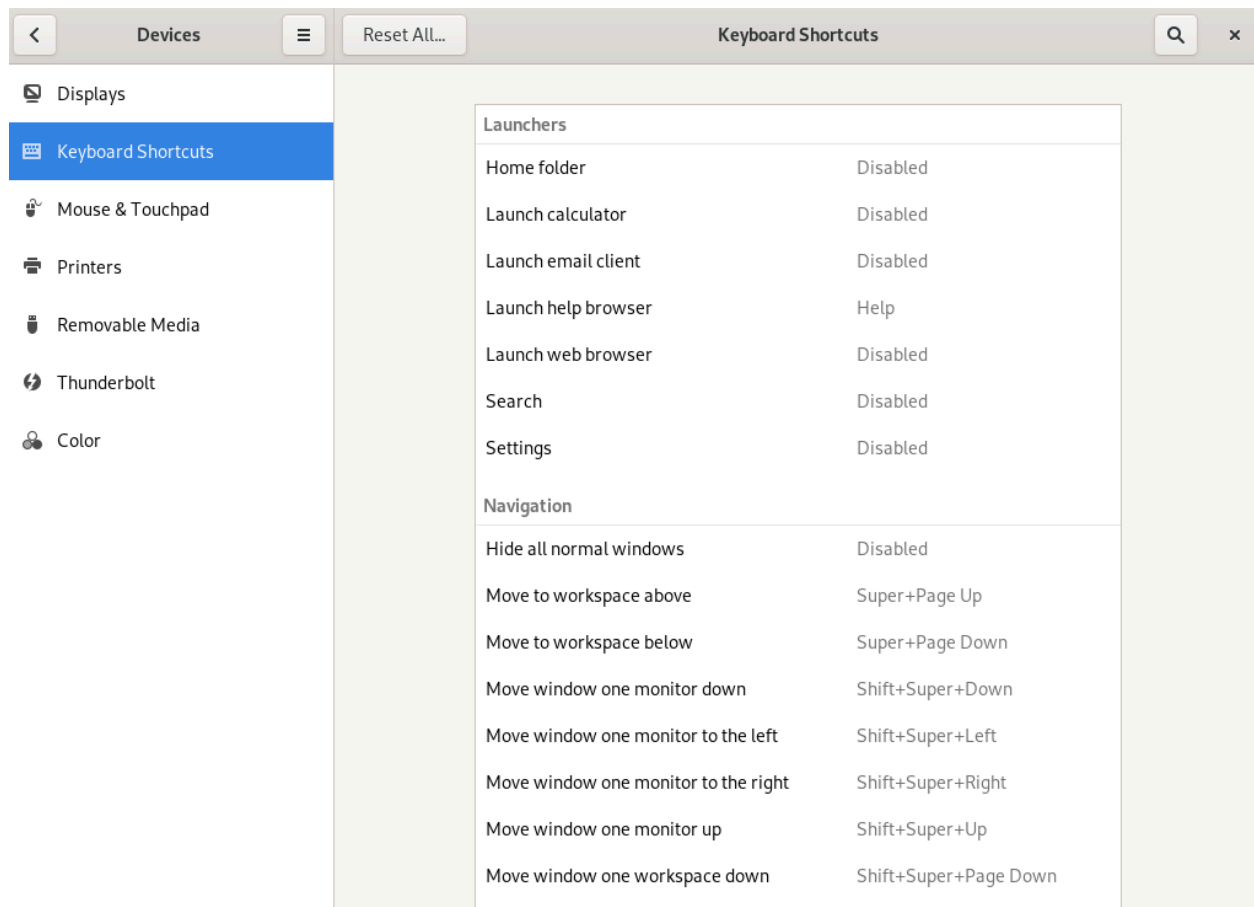 Devices
Reset All...
Keyboard Shortcuts
Displays
Keyboard Shortcuts
Mouse & Touchpad
Printers
Removable Media
Thunderbolt
Color
Launchers
Home folder Disabled
Launch calculator Disabled
Launch email client Disabled
Launch help browser Help
Launch web browser Disabled
Search Disabled
Settings Disabled
Navigation
Hide all normal windows Disabled
Move to workspace above Super+Page Up
Move to workspace below Super+Page Down
Move window one monitor down Shift+Super+Down
Move window one monitor to the left Shift+Super+Left
Move window one monitor to the right Shift+Super+Right
Move window one monitor up Shift+Super+Up
Move window one workspace down Shift+Super+Page Down